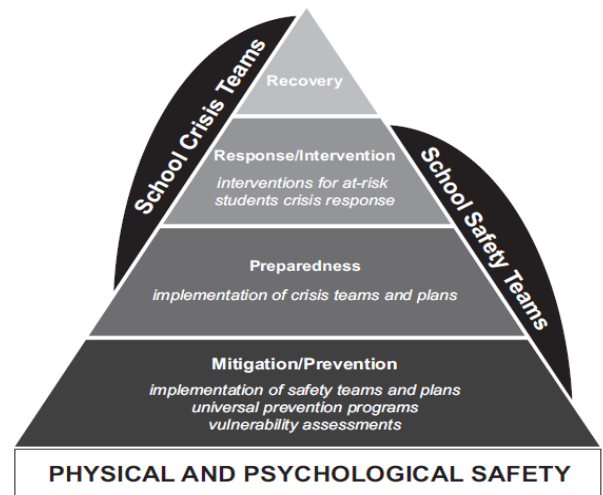 School Crisis Teams
Recovery
School Safety Teams
Response/Intervention
interventions for at-risk
students crisis response
Preparedness
implementation of crisis teams and plans
Mitigation/Prevention
implementation of safety teams and plans
universal prevention programs
vulnerability assessments
PHYSICAL AND PSYCHOLOGICAL SAFETY